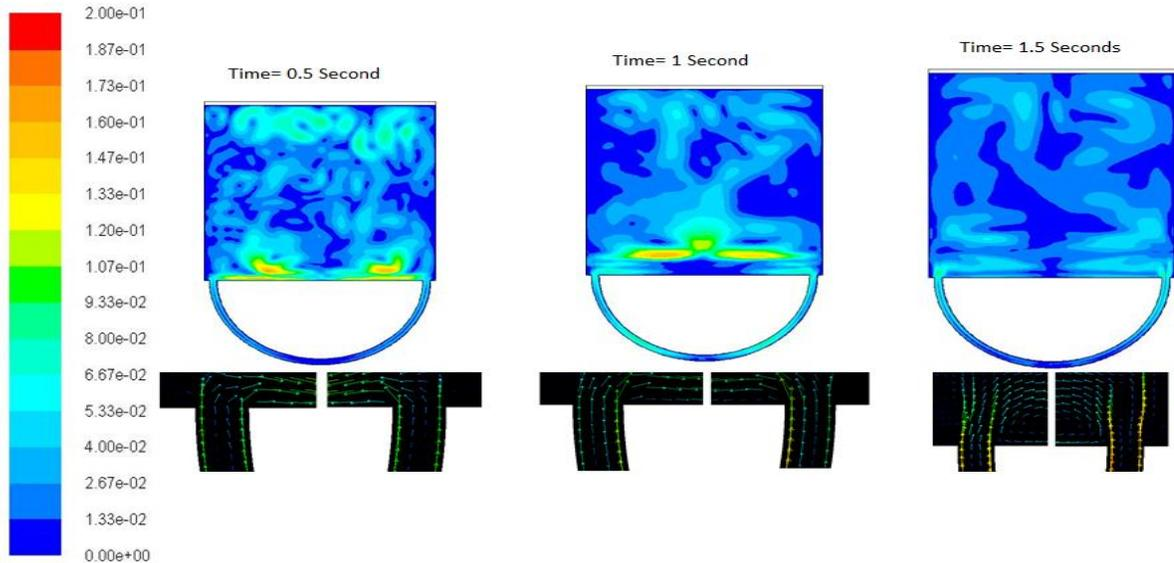 2.00e-01
1.87e-01
1.73e-01
1.60e-01
1.47e-01
1.33e-01
1.20e-01
1.07e-01
9.33e-02
8.00e-02
6.67e-02
5.33e-02
4.00e-02
2.67e-02
1.33e-02
0.00e+00
Time= 0.5 Second
Time= 1 Second
Time= 1.5 Seconds